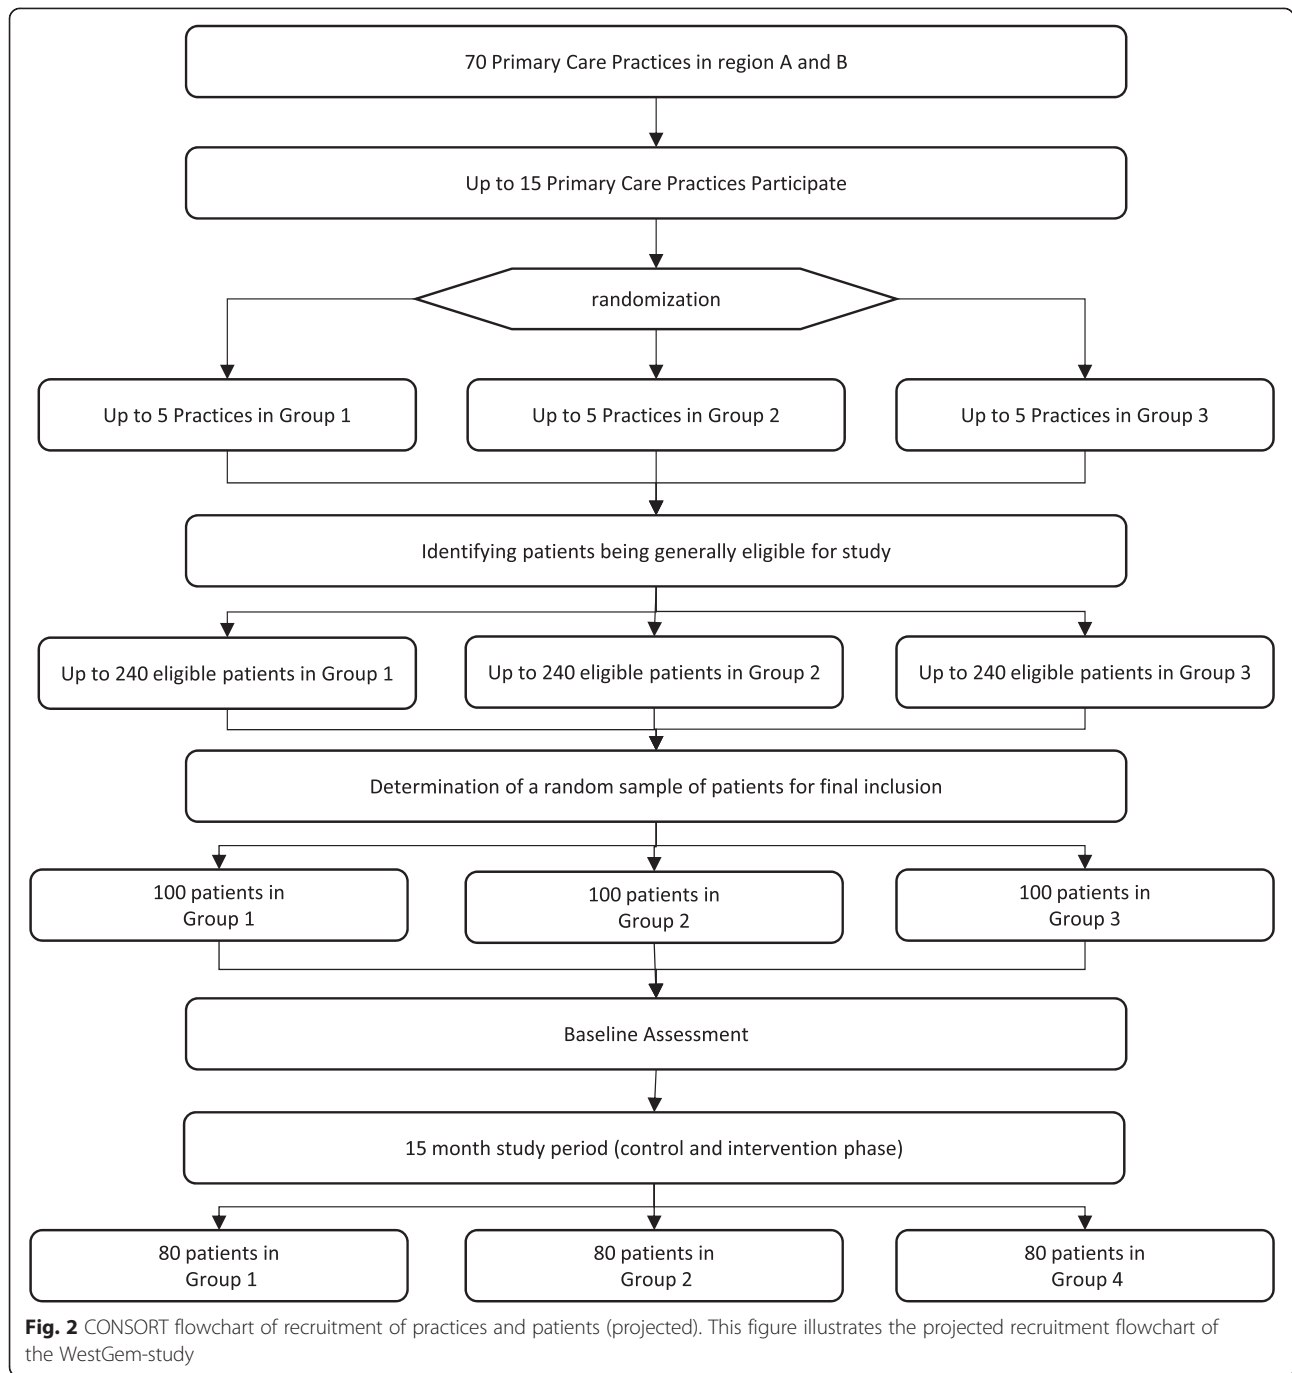 70 Primary Care Practices in region A and B
Up to 15 Primary Care Practices Participate
randomization
Up to 5 Practices in Group 1
Up to 5 Practices in Group 2
Up to 5 Practices in Group 3
Identifying patients being generally eligible for study
Up to 240 eligible patients in Group 1
Up to 240 eligible patients in Group 2
Up to 240 eligible patients in Group 3
Determination of a random sample of patients for final inclusion
100 patients in
Group 1
100 patients in
Group 2
100 patients in
Group 3
Baseline Assessment
15 month study period (control and intervention phase)
80 patients in
Group 1
80 patients in
Group 2
80 patients in
Group 4
Fig. 2 CONSORT flowchart of recruitment of practices and patients (projected). This figure illustrates the projected recruitment flowchart of
the WestGem-study